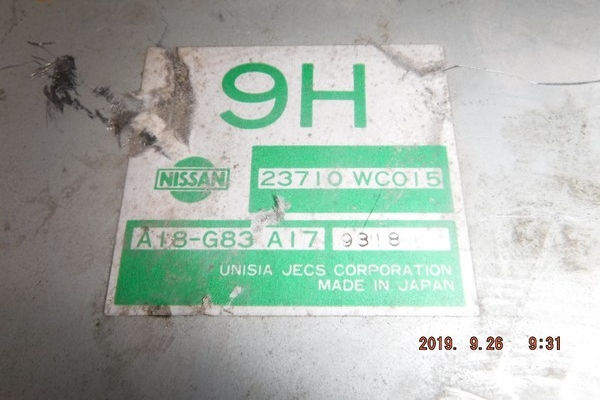 9H
NISSAN
23710 WC015
A18-G83 A17 9318
UNISIA JECS CORPORATION
MADE IN JAPAN
2019. 9.26 9:31